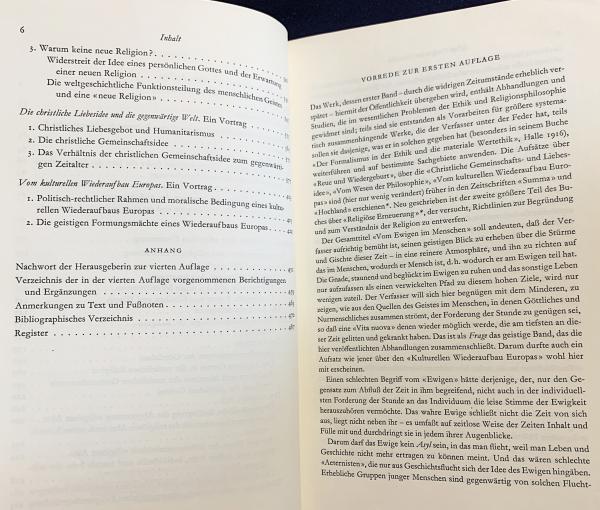 6
Inhalt
3. Warum keine neue Religion? .
Widerstreit der Idee eines persönlichen Gottes und der Erwartung
einer neuen Religion
Die weltgeschichtliche Funktionsteilung des menschlichen Geistes
und eine «neue Religion»
Die christliche Liebesidee und die gegenwärtige Welt. Ein Vortrag
1. Christliches Liebesgebot und Humanitarismus
2. Die christliche Gemeinschaftsidee
3. Das Verhältnis der christlichen Gemeinschaftsidee zum gegenwärtigen
Zeitalter
Vom kulturellen Wiederaufbau Europas. Ein Vortrag
1. Politisch-rechtlicher Rahmen und moralische Bedingung eines kultu-
rellen Wiederaufbaus Europas
2. Die geistigen Formungsmächte eines Wiederaufbaus Europas
ANHANG
Nachwort der Herausgeberin zur vierten Auflage
Verzeichnis der in der vierten Auflage vorgenommenen Berichtigungen
und Ergänzungen
Anmerkungen zu Text und Fußnoten
Bibliographisches Verzeichnis
Register
VORREDE ZUR ERSTEN AUFLAGE
Das Werk, dessen erster Band – durch die widrigen Zeitumstände erheblich ver-
spätet – hiermit der Öffentlichkeit übergeben wird, enthält Abhandlungen und
Studien, die im wesentlichen Problemen der Ethik und Religionsphilosophie
gewidmet sind; teils sind sie entstanden als Vorarbeiten für größere systema-
tisch zusammenhängende Werke, die der Verfasser unter der Feder hat, teils
sollen sie dasjenige, was er in solchen gegeben hat (besonders in seinem Buche
«Der Formalismus in der Ethik und die materiale Wertethik», Halle 1916),
weiterführen und auf bestimmte Sachgebiete anwenden. Die Aufsätze über
«Reue und Wiedergeburt», über die «Christliche Gemeinschafts- und Liebes-
idee», «Vom Wesen der Philosophie», «Vom kulturellen Wiederaufbau Euro-
pas» sind (hier nur wenig verändert) früher in den Zeitschriften «Summa» und
«Hochland» erschienen*. Neu geschrieben ist der zweite größere Teil des Bu-
ches über «Religiöse Erneuerung»*, der versucht, Richtlinien zur Begründung
und zum Verständnis der Religion zu entwerfen.
Der Gesamttitel «Vom Ewigen im Menschen» soll andeuten, daß der Ver-
fasser aufrichtig bemüht ist, seinen geistigen Blick zu erheben über die Stürme
und Gischte dieser Zeit – in eine reinere Atmosphäre, und ihn zu richten auf
das im Menschen, wodurch er Mensch ist, d.h. wodurch er am Ewigen teil hat.
Die Gnade, staunend und beglückt im Ewigen zu ruhen und das sonstige Leben
nur aufzufassen als einen verwickelten Pfad zu diesem hohen Ziele, wird nur
wenigen zuteil. Der Verfasser will sich hier begnügen mit dem Minderen, zu
zeigen, wie aus den Quellen des Geistes im Menschen, in denen Göttliches und
Nurmenschliches zusammen strömt, der Forderung der Stunde zu genügen sei,
so daß eine «Vita nuova» denen wieder möglich werde, die am tiefsten an die-
ser Zeit gelitten und gekrankt haben. Das ist als Frage das geistige Band, das die
hier veröffentlichten Abhandlungen zusammenschließt. Darum durfte auch ein
Aufsatz wie jener über den «Kulturellen Wiederaufbau Europas» wohl hier
mit erscheinen.
Einen schlechten Begriff vom «Ewigen» hätte derjenige, der, nur den Ge-
gensatz zum Abfluß der Zeit in ihm begreifend, nicht auch in der individuell-
sten Forderung der Stunde an das Individuum die leise Stimme der Ewigkeit
herauszuhören vermöchte. Das wahre Ewige schließt nicht die Zeit von sich
aus, liegt nicht neben ihr – es umfaßt auf zeitlose Weise der Zeiten Inhalt und
Fülle mit und durchdringt sie in jedem ihrer Augenblicke.
Darum darf das Ewige kein Asyl sein, in das man flieht, weil man Leben und
Geschichte nicht mehr ertragen zu können meint. Und das wären schlechte
«Aeternisten», die nur aus Geschichtsflucht sich der Idee des Ewigen hingäben.
Erhebliche Gruppen junger Menschen sind gegenwärtig von solchen Flucht-